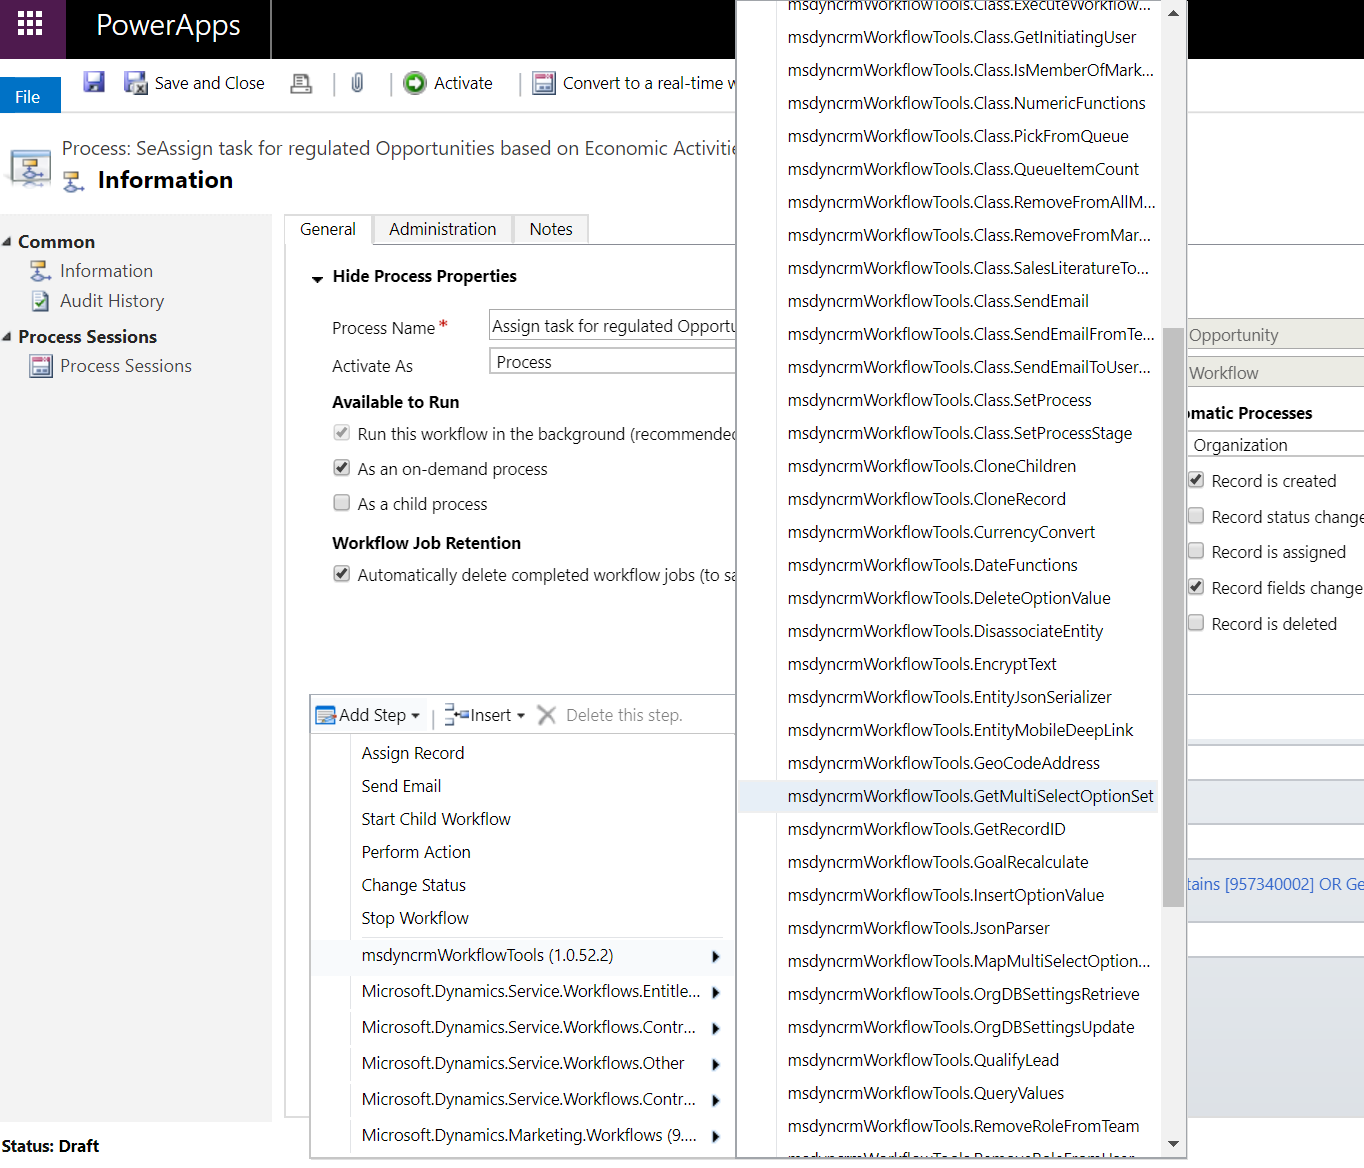 PowerApps
File
Save and Close
Activate
Convert to a real-time w
Process: SeAssign task for regulated Opportunities based on Economic Activitie
Information
Common
Information
Audit History
Process Sessions
Process Sessions
General
Administration
Notes
Hide Process Properties
Process Name *
Assign task for regulated Opportu
Activate As
Process
Available to Run
Run this workflow in the background (recommended
As an on-demand process
As a child process
Workflow Job Retention
Automatically delete completed workflow jobs (to sa
Add Step
Insert
Delete this step.
Assign Record
Send Email
Start Child Workflow
Perform Action
Change Status
Stop Workflow
msdyncrmWorkflowTools (1.0.52.2)
Microsoft.Dynamics.Service.Workflows.Entitle...
Microsoft.Dynamics.Service.Workflows.Contr...
Microsoft.Dynamics.Service.Workflows.Other
Microsoft.Dynamics.Service.Workflows.Contr...
Microsoft.Dynamics.Marketing.Workflows (9....
msdyncrmWorkflowTools.Class.ExecuteWorkflow...
msdyncrmWorkflowTools.Class.GetInitiatingUser
msdyncrmWorkflowTools.Class.IsMemberOfMark...
msdyncrmWorkflowTools.Class.NumericFunctions
msdyncrmWorkflowTools.Class.PickFromQueue
msdyncrmWorkflowTools.Class.QueueItemCount
msdyncrmWorkflowTools.Class.RemoveFromAllM...
msdyncrmWorkflowTools.Class.RemoveFromMar...
msdyncrmWorkflowTools.Class.SalesLiteratureTo...
msdyncrmWorkflowTools.Class.SendEmail
msdyncrmWorkflowTools.Class.SendEmailFromTe...
msdyncrmWorkflowTools.Class.SendEmailToUser...
msdyncrmWorkflowTools.Class.SetProcess
msdyncrmWorkflowTools.Class.SetProcessStage
msdyncrmWorkflowTools.CloneChildren
msdyncrmWorkflowTools.CloneRecord
msdyncrmWorkflowTools.CurrencyConvert
msdyncrmWorkflowTools.DateFunctions
msdyncrmWorkflowTools.DeleteOptionValue
msdyncrmWorkflowTools.DisassociateEntity
msdyncrmWorkflowTools.EncryptText
msdyncrmWorkflowTools.EntityJsonSerializer
msdyncrmWorkflowTools.EntityMobileDeepLink
msdyncrmWorkflowTools.GeoCodeAddress
msdyncrmWorkflowTools.GetMultiSelectOptionSet
msdyncrmWorkflowTools.GetRecordID
msdyncrmWorkflowTools.GoalRecalculate
msdyncrmWorkflowTools.InsertOptionValue
msdyncrmWorkflowTools.JsonParser
msdyncrmWorkflowTools.MapMultiSelectOption...
msdyncrmWorkflowTools.OrgDBSettingsRetrieve
msdyncrmWorkflowTools.OrgDBSettingsUpdate
msdyncrmWorkflowTools.QualifyLead
msdyncrmWorkflowTools.QueryValues
msdyncrmWorkflowTools.RemoveRoleFromTeam
msdyncrmWorkflowTools.RemoveRoleFromUser
Opportunity
Workflow
omatic Processes
Organization
Record is created
Record status change
Record is assigned
Record fields change
Record is deleted
tains [957340002] OR Ge
Status: Draft